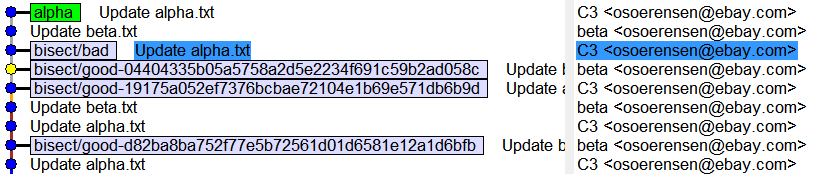 alpha Update alpha.txt C3 <osoerensen@ebay.com>
Update beta.txt beta <osoerensen@ebay.com>
bisect/bad Update alpha.txt C3 <osoerensen@ebay.com>
bisect/good-04404335b05a5758a2d5e2234f691c59b2ad058c Update b beta <osoerensen@ebay.com>
bisect/good-19175a052ef7376bcbae72104e1b69e571db6b9d Update a C3 <osoerensen@ebay.com>
Update beta.txt beta <osoerensen@ebay.com>
Update alpha.txt C3 <osoerensen@ebay.com>
bisect/good-d82ba8ba752f77e5b72561d01d6581e12a1d6bfb Update b beta <osoerensen@ebay.com>
Update alpha.txt C3 <osoerensen@ebay.com>